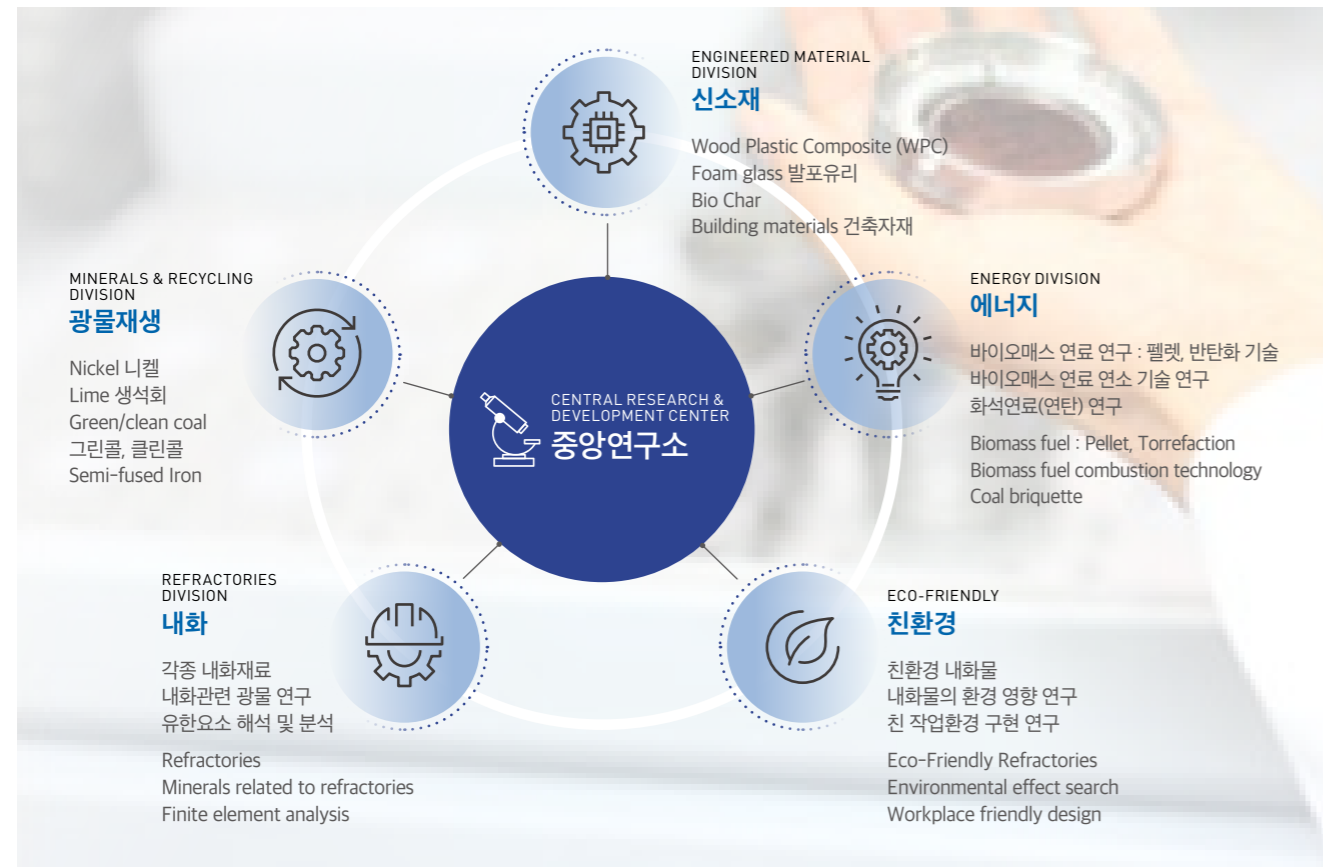 ENGINEERED MATERIAL
DIVISION
신소재
Wood Plastic Composite (WPC)
Foam glass 발포유리
Bio Char
Building materials 건축자재
MINERALS & RECYCLING
DIVISION
광물재생
Nickel 니켈
Lime 생석회
Green/clean coal
그린콜, 클린콜
Semi-fused Iron
ENERGY DIVISION
에너지
바이오매스 연료 연구 : 펠렛, 반탄화 기술
바이오매스 연료 연소 기술 연구
화석연료(연탄) 연구
Biomass fuel : Pellet, Torrefaction
Biomass fuel combustion technology
Coal briquette
CENTRAL RESEARCH &
DEVELOPMENT CENTER
중앙연구소
REFRACTORIES
DIVISION
내화
각종 내화재료
내화관련 광물 연구
유한요소 해석 및 분석
Refractories
Minerals related to refractories
Finite element analysis
ECO-FRIENDLY
친환경
친환경 내화물
내화물의 환경 영향 연구
친 작업환경 구현 연구
Eco-Friendly Refractories
Environmental effect search
Workplace friendly design